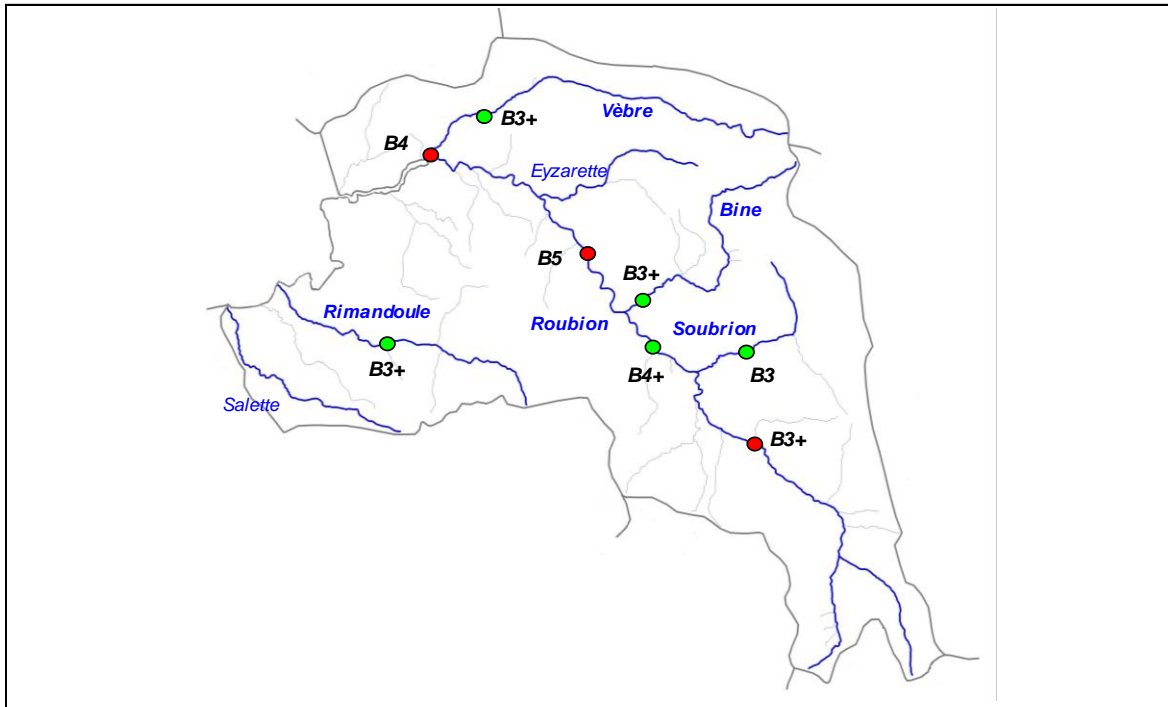 Vèbre
B3+
B4
Eyzarette
Bine
B5
B3+
Rimandoule
Roubion
Soubrion
B3+
B4+
B3
Salette
B3+